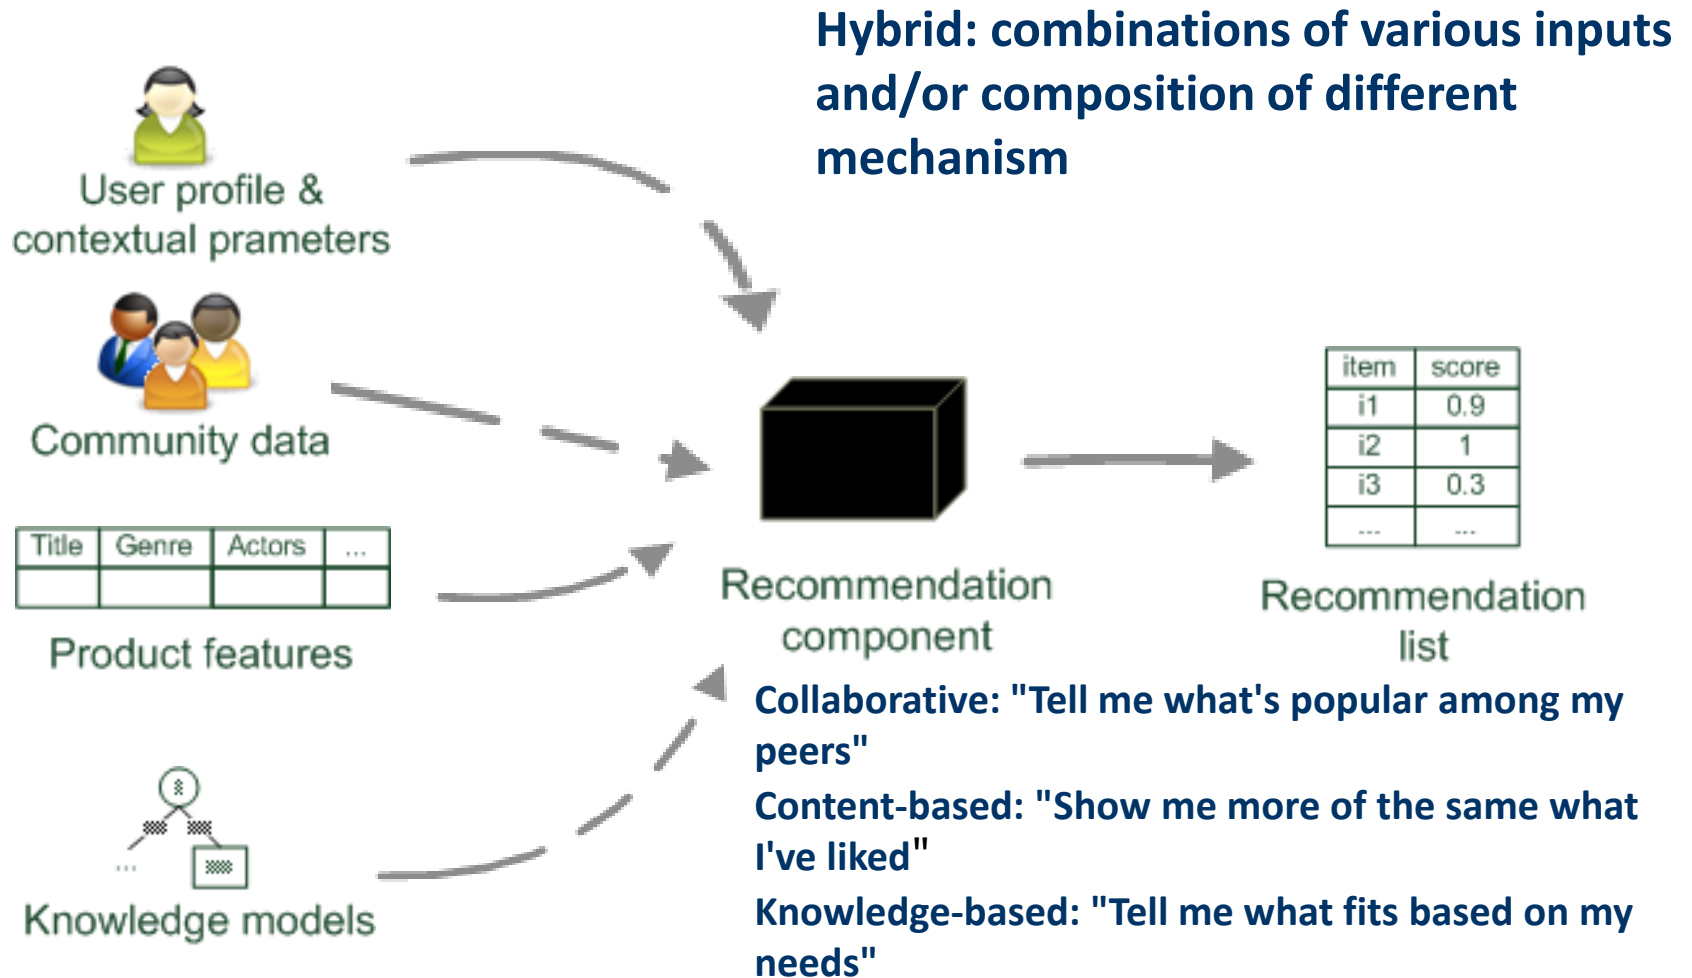 Hybrid: combinations of various inputs
and/or composition of different
mechanism
User profile &
contextual prameters
Community data
Title Genre Actors ...
Product features
...
Knowledge models
Recommendation
component
item score
i1 0.9
i2 1
i3 0.3
... ...
Recommendation
list
Collaborative: "Tell me what's popular among my
peers"
Content-based: "Show me more of the same what
I've liked"
Knowledge-based: "Tell me what fits based on my
needs"